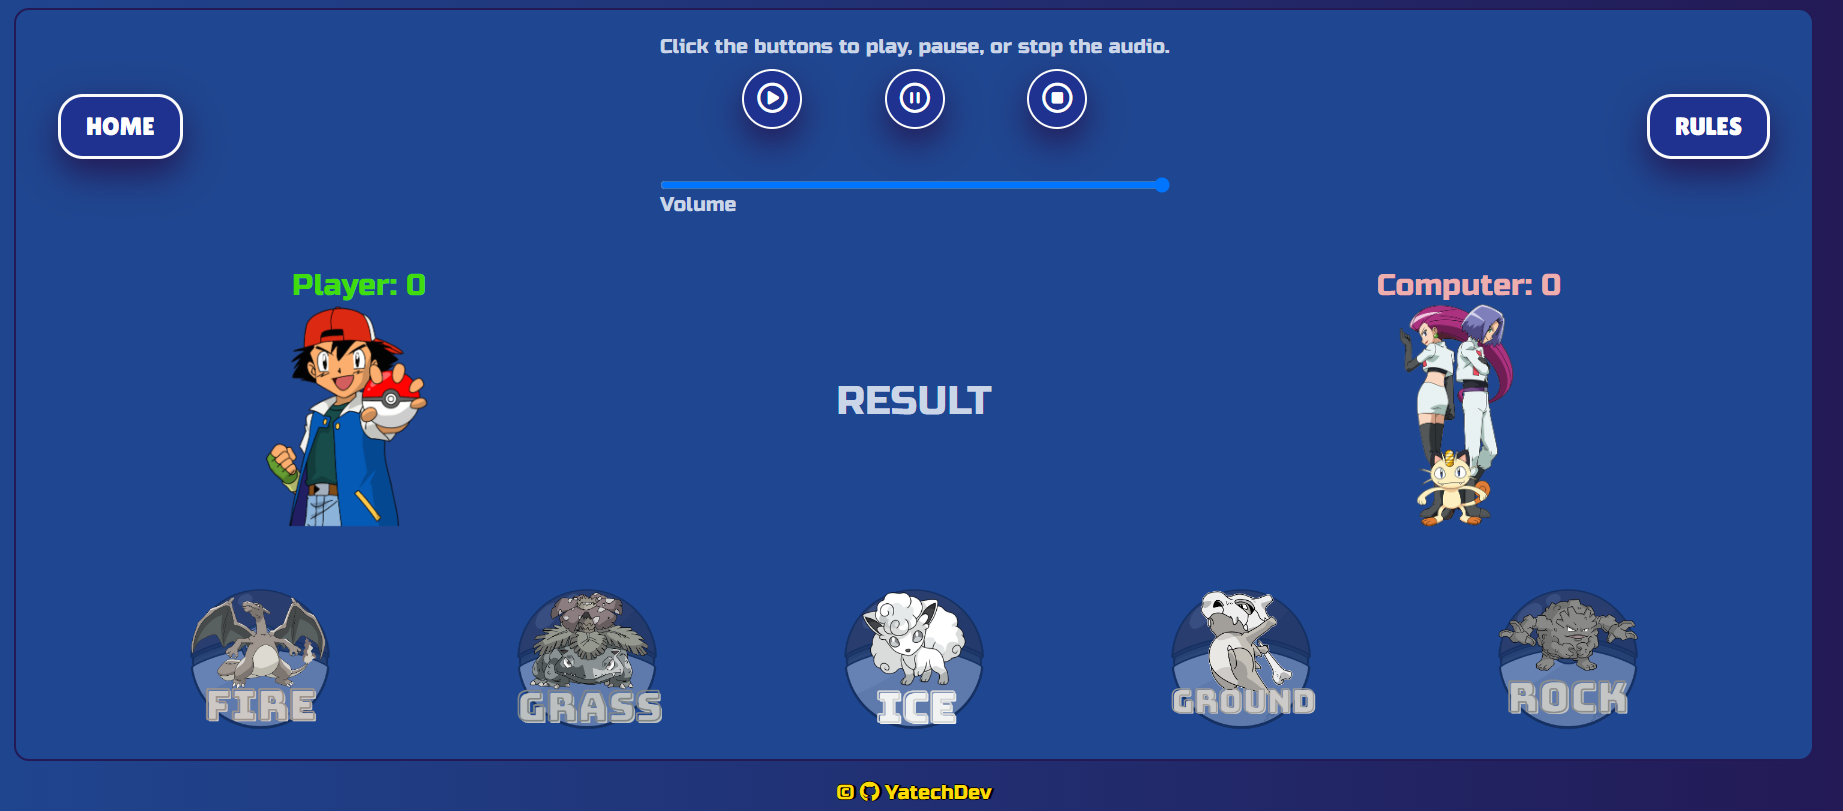 Click the buttons to play, pause, or stop the audio.
HOME
RULES
Volume
Player: 0
Computer: 0
RESULT
FIRE
GRASS
ICE
GROUND
ROCK
© YatechDev